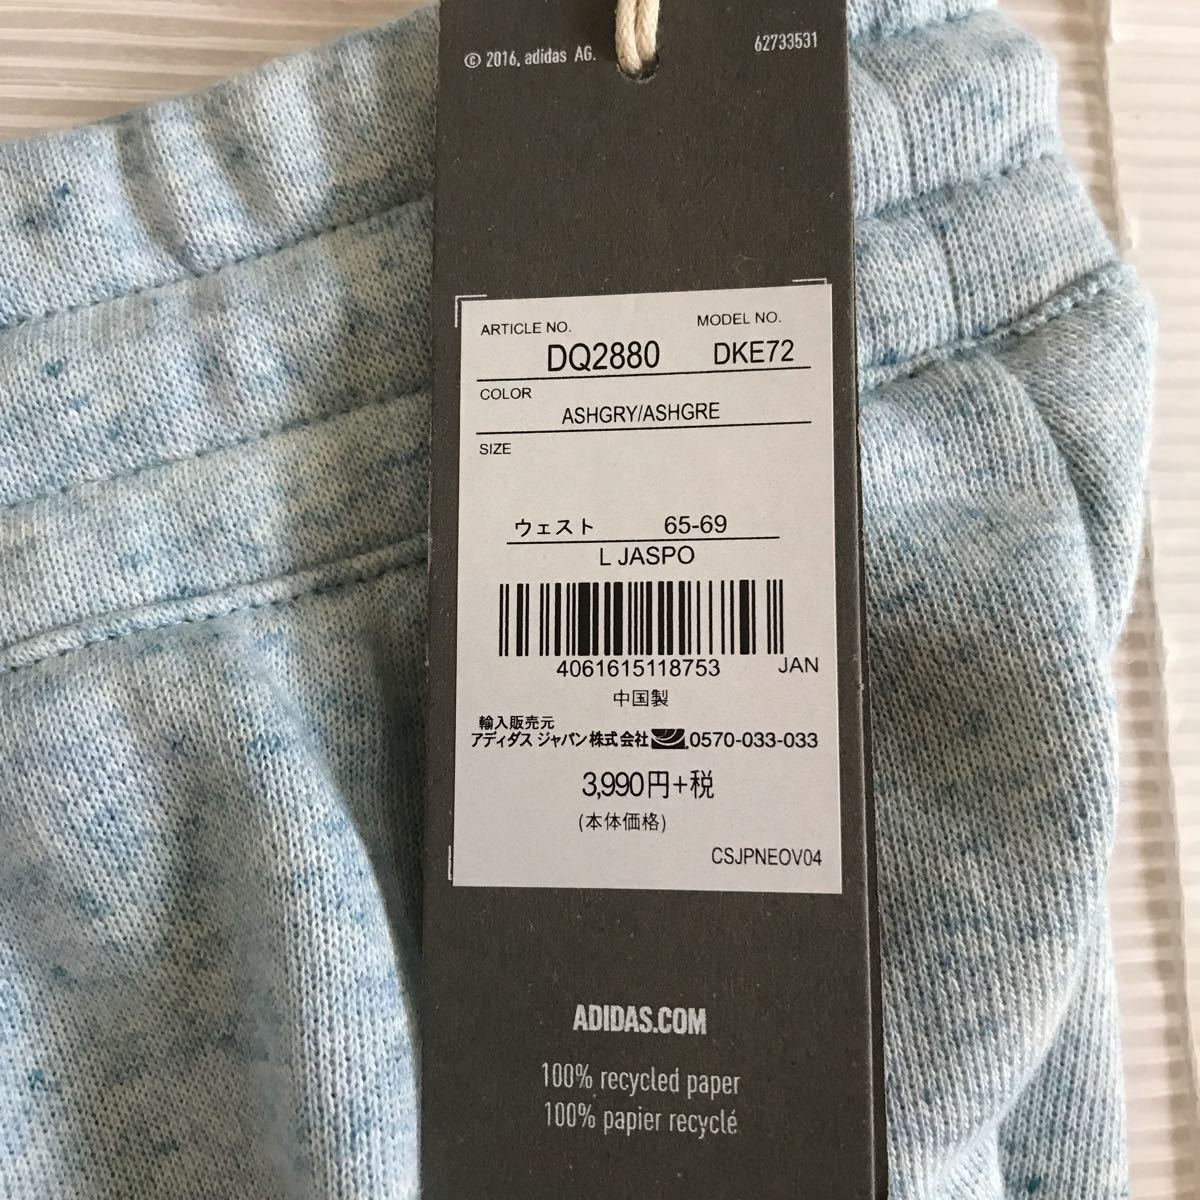 © 2016, adidas AG.
62733531
ARTICLE NO. MODEL NO.
DQ2880 DKE72
COLOR
ASHGRY/ASHGRE
SIZE
ウェスト 65-69
L JASPO
4061615118753 JAN
中国製
輸入販売元
アディダス ジャパン株式会社 0570-033-033
3,990円+税
(本体価格)
CSJPNEOV04
ADIDAS.COM
100% recycled paper
100% papier recyclé